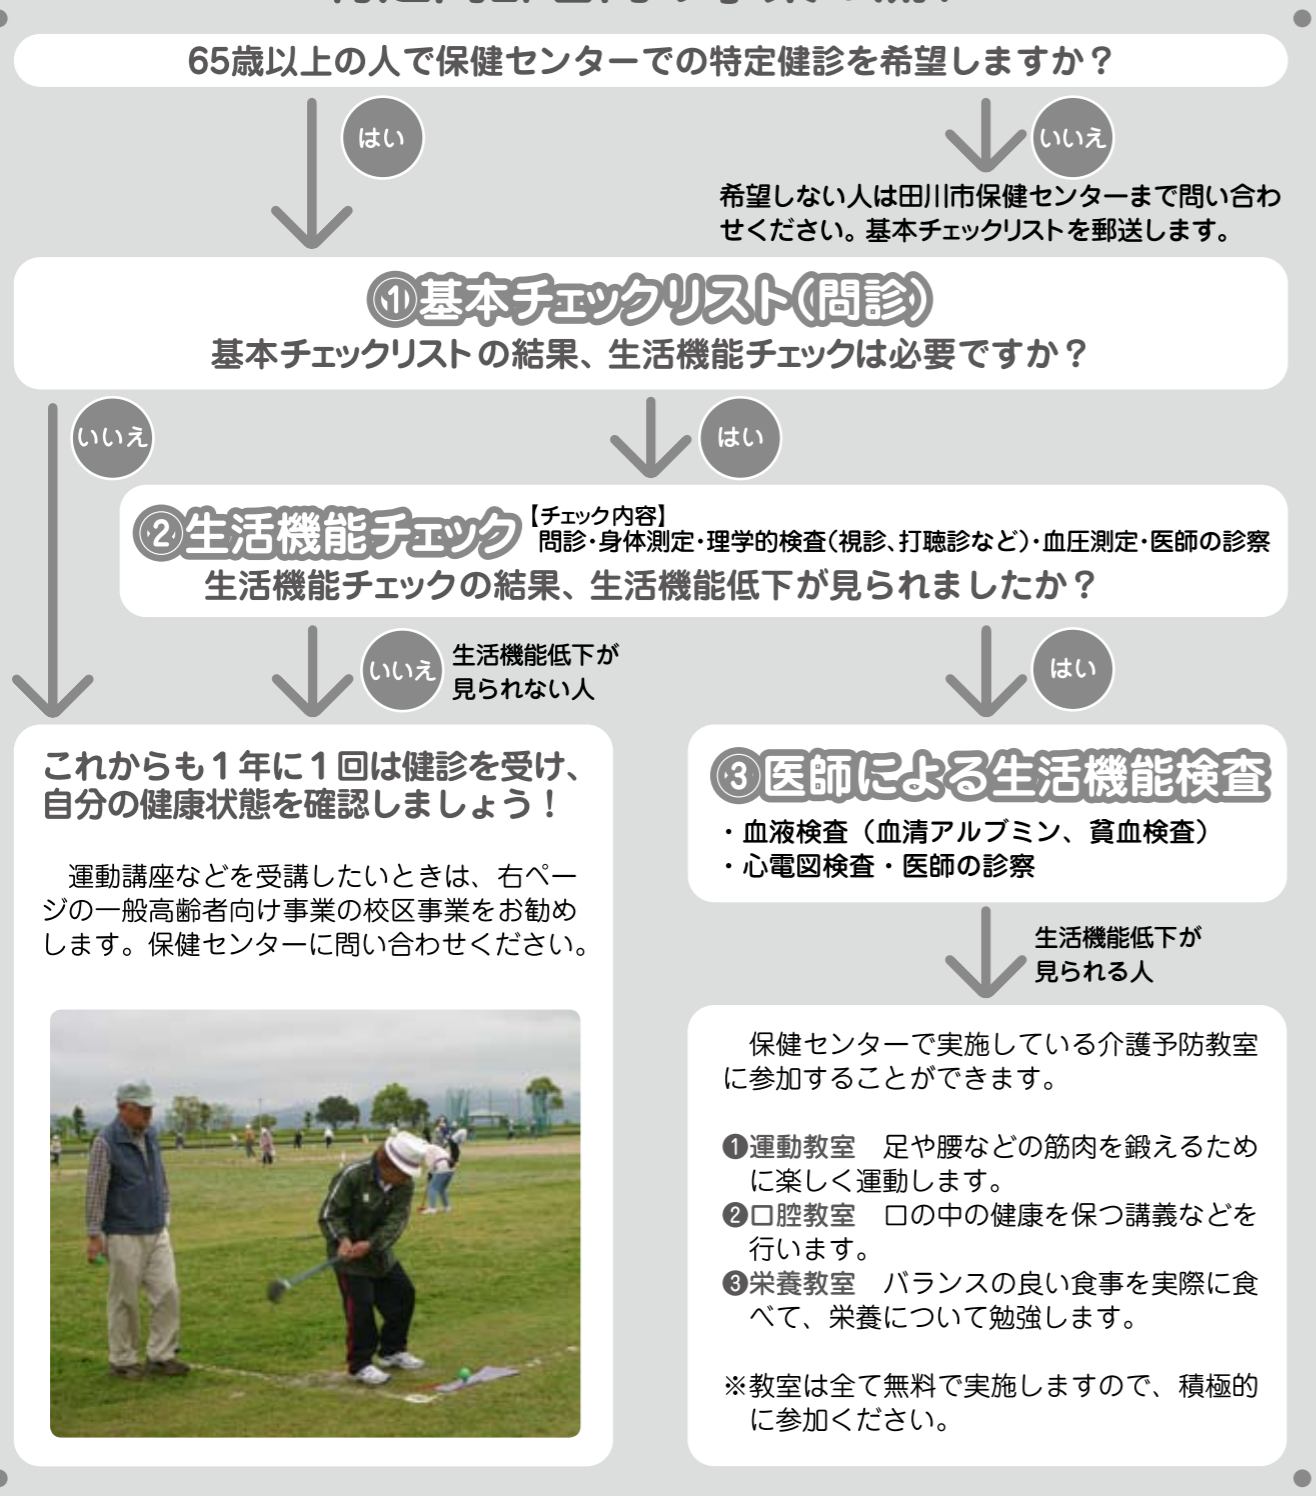 65歳以上の人で保健センターでの特定健診を希望しますか？
はい
いいえ
希望しない人は田川市保健センターまで問い合わ
せください。基本チェックリストを郵送します。
①基本チェックリスト（問診）
基本チェックリストの結果、生活機能チェックは必要ですか？
いいえ
はい
②生活機能チェック
【チェック内容】
問診・身体測定・理学的検査（視診、打聴診など）・血圧測定・医師の診察
生活機能チェックの結果、生活機能低下が見られましたか？
いいえ
生活機能低下が
見られない人
はい
これからも１年に１回は健診を受け、
自分の健康状態を確認しましょう！
運動講座などを受講したいときは、右ペー
ジの一般高齢者向け事業の校区事業をお勧め
します。保健センターに問い合わせください。
③医師による生活機能検査
・血液検査（血清アルブミン、貧血検査）
・心電図検査・医師の診察
生活機能低下が
見られる人
保健センターで実施している介護予防教室
に参加することができます。
❶運動教室　足や腰などの筋肉を鍛えるため
に楽しく運動します。
❷口腔教室　口の中の健康を保つ講義などを
行います。
❸栄養教室　バランスの良い食事を実際に食
べて、栄養について勉強します。
※教室は全て無料で実施しますので、積極的
に参加ください。